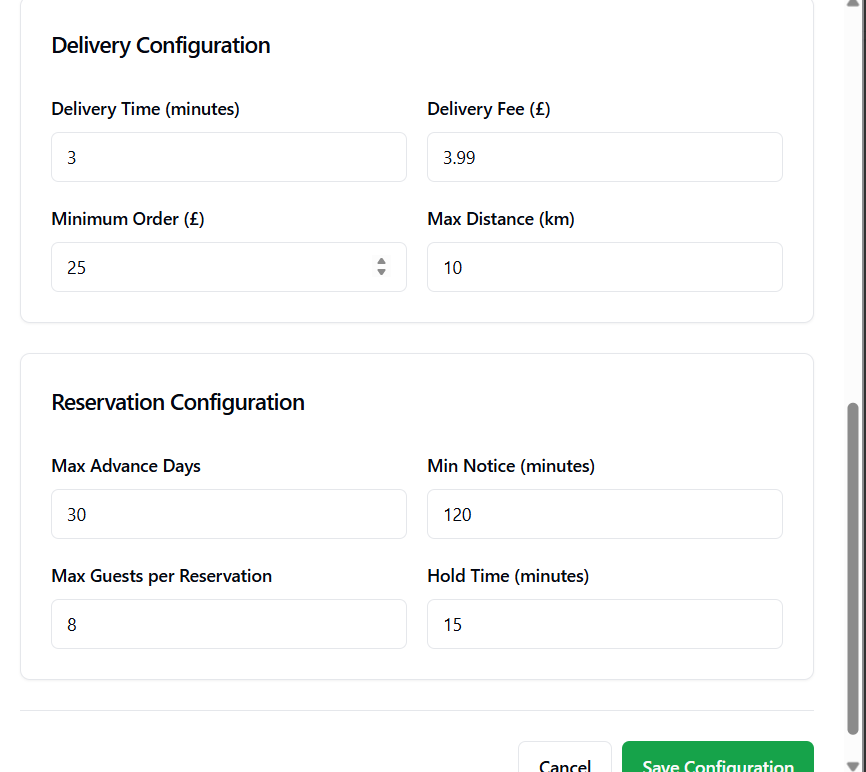 Delivery Configuration
Delivery Time (minutes)
Delivery Fee (£)
3
3.99
Minimum Order (£)
Max Distance (km)
25
10
Reservation Configuration
Max Advance Days
Min Notice (minutes)
30
120
Max Guests per Reservation
Hold Time (minutes)
8
15
Cancel
Save Configuration